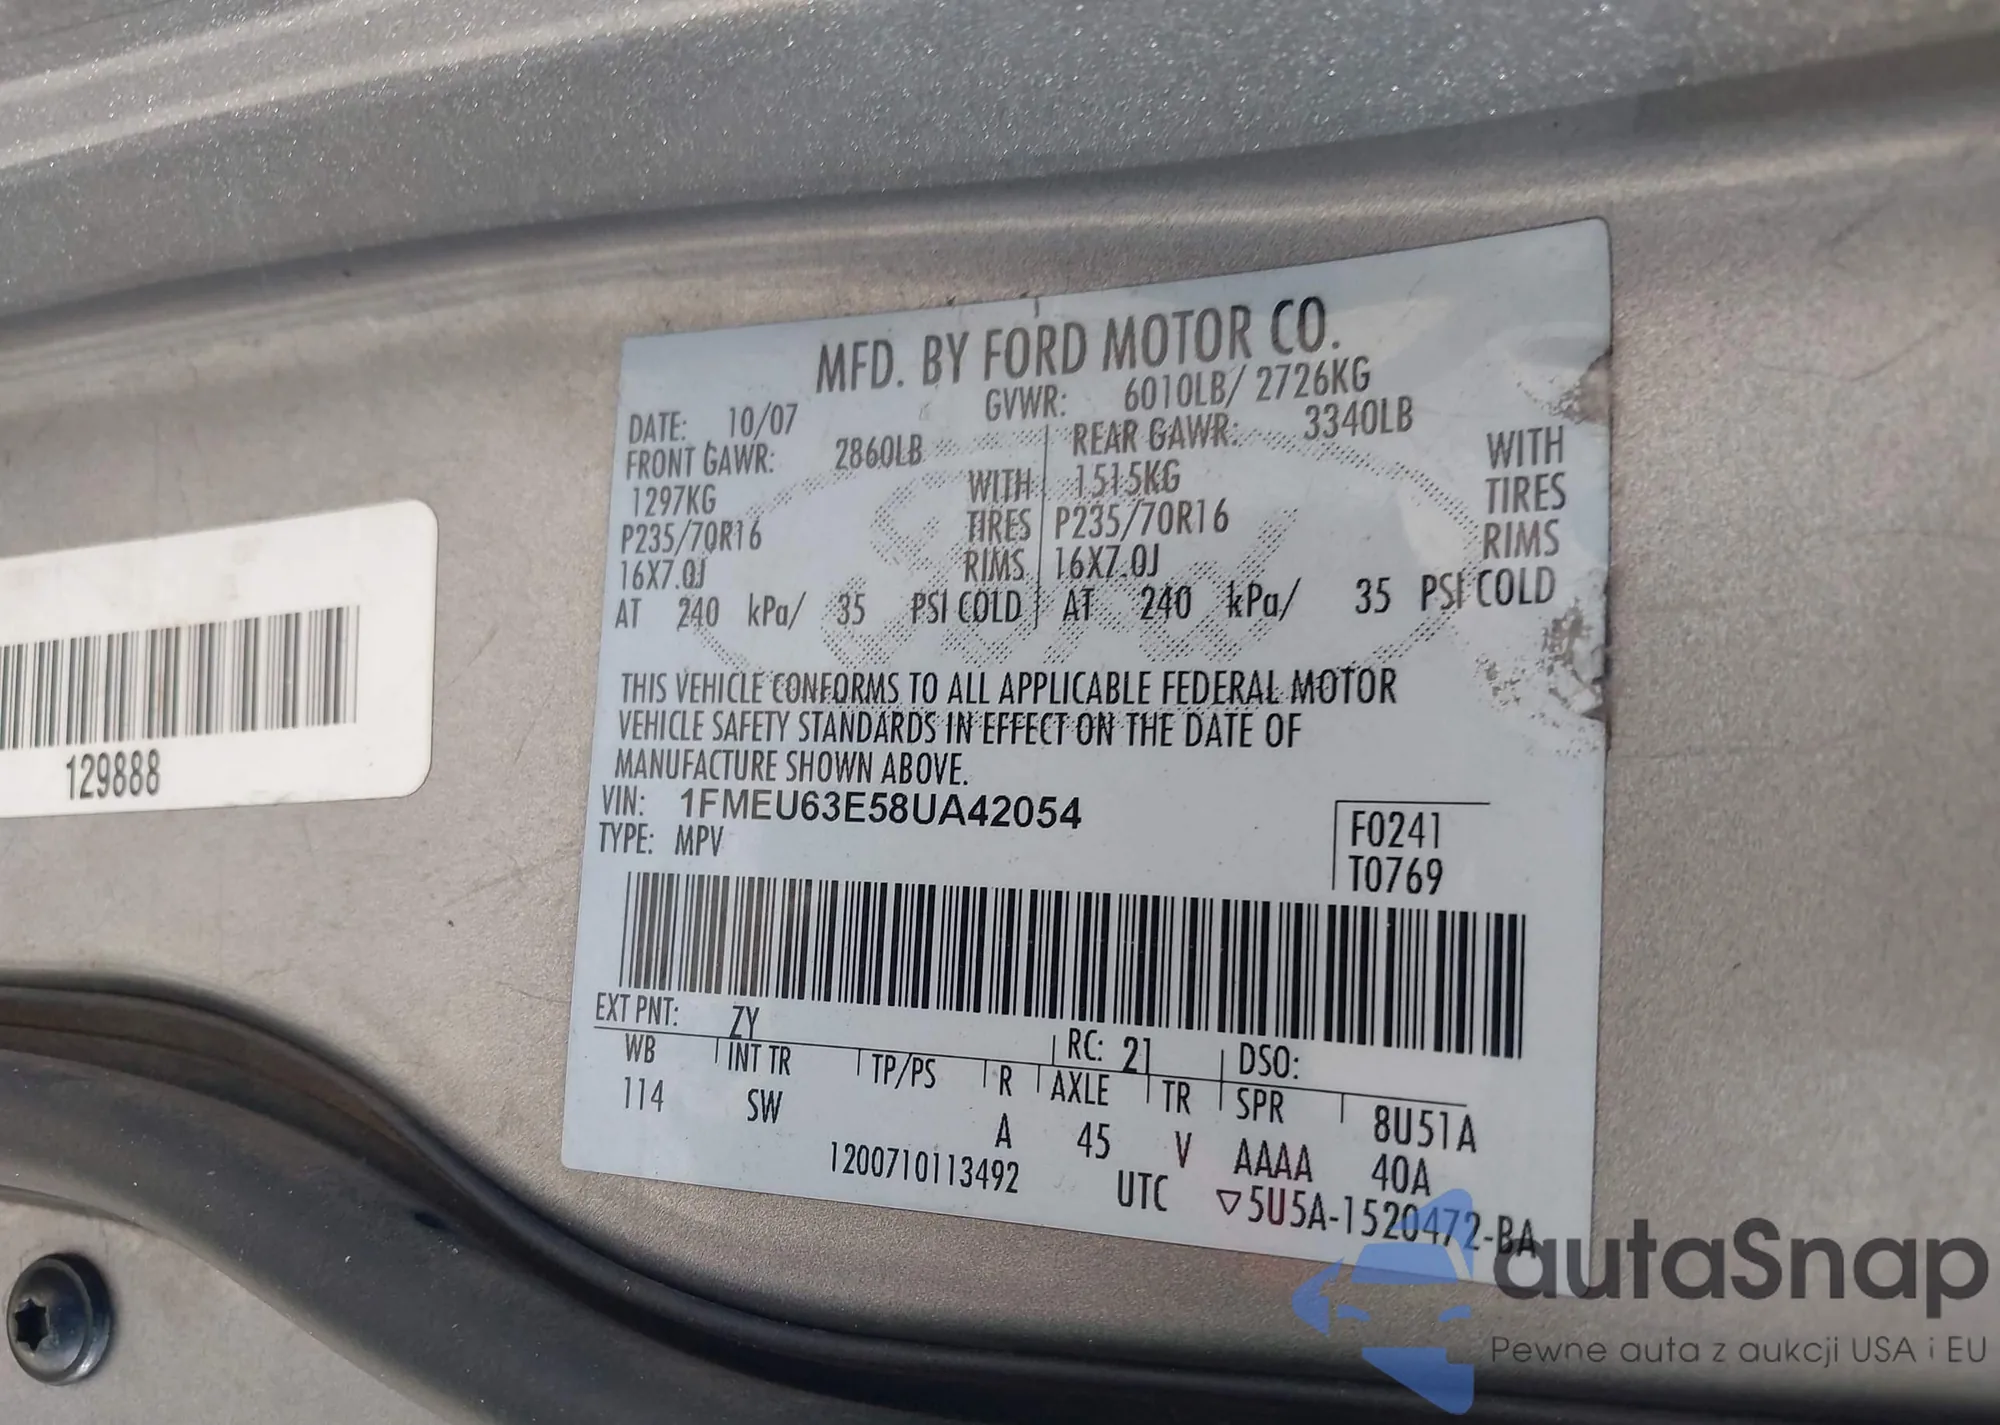 MFD. BY FORD MOTOR CO.
DATE: 10/07 GVWR: 6010LB/ 2726KG
FRONT GAWR: 2860LB REAR GAWR: 3340LB
1297KG WITH 1515KG WITH
P235/70R16 TIRES P235/70R16 TIRES
16X7.0J RIMS 16X7.0J RIMS
AT 240 kPa/ 35 PSI COLD AT 240 kPa/ 35 PSI COLD
THIS VEHICLE CONFORMS TO ALL APPLICABLE FEDERAL MOTOR
VEHICLE SAFETY STANDARDS IN EFFECT ON THE DATE OF
MANUFACTURE SHOWN ABOVE.
VIN: 1FMEU63E58UA42054
TYPE: MPV
F0241
T0769
129888
EXT PNT: ZY RC: 21 DSO:
WB INT TR TP/PS R AXLE TR SPR 8U51A
114 SW A 45 V AAAA 40A
1200710113492 UTC ▽5U5A-1520472-BA
autaSnap
Pewne auta z aukcji USA i EU